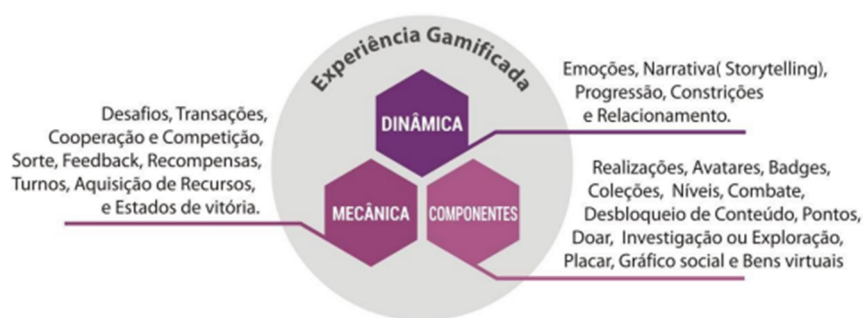 Experiência Gamificada
DINÂMICA
Emoções, Narrativa( Storytelling),
Progressão, Constrições
e Relacionamento.
Desafios, Transações,
Cooperação e Competição,
Sorte, Feedback, Recompensas,
Turnos, Aquisição de Recursos,
e Estados de vitória.
MECÂNICA
COMPONENTES
Realizações, Avatares, Badges,
Coleções, Níveis, Combate,
Desbloqueio de Conteúdo, Pontos,
Doar, Investigação ou Exploração,
Placar, Gráfico social e Bens virtuais